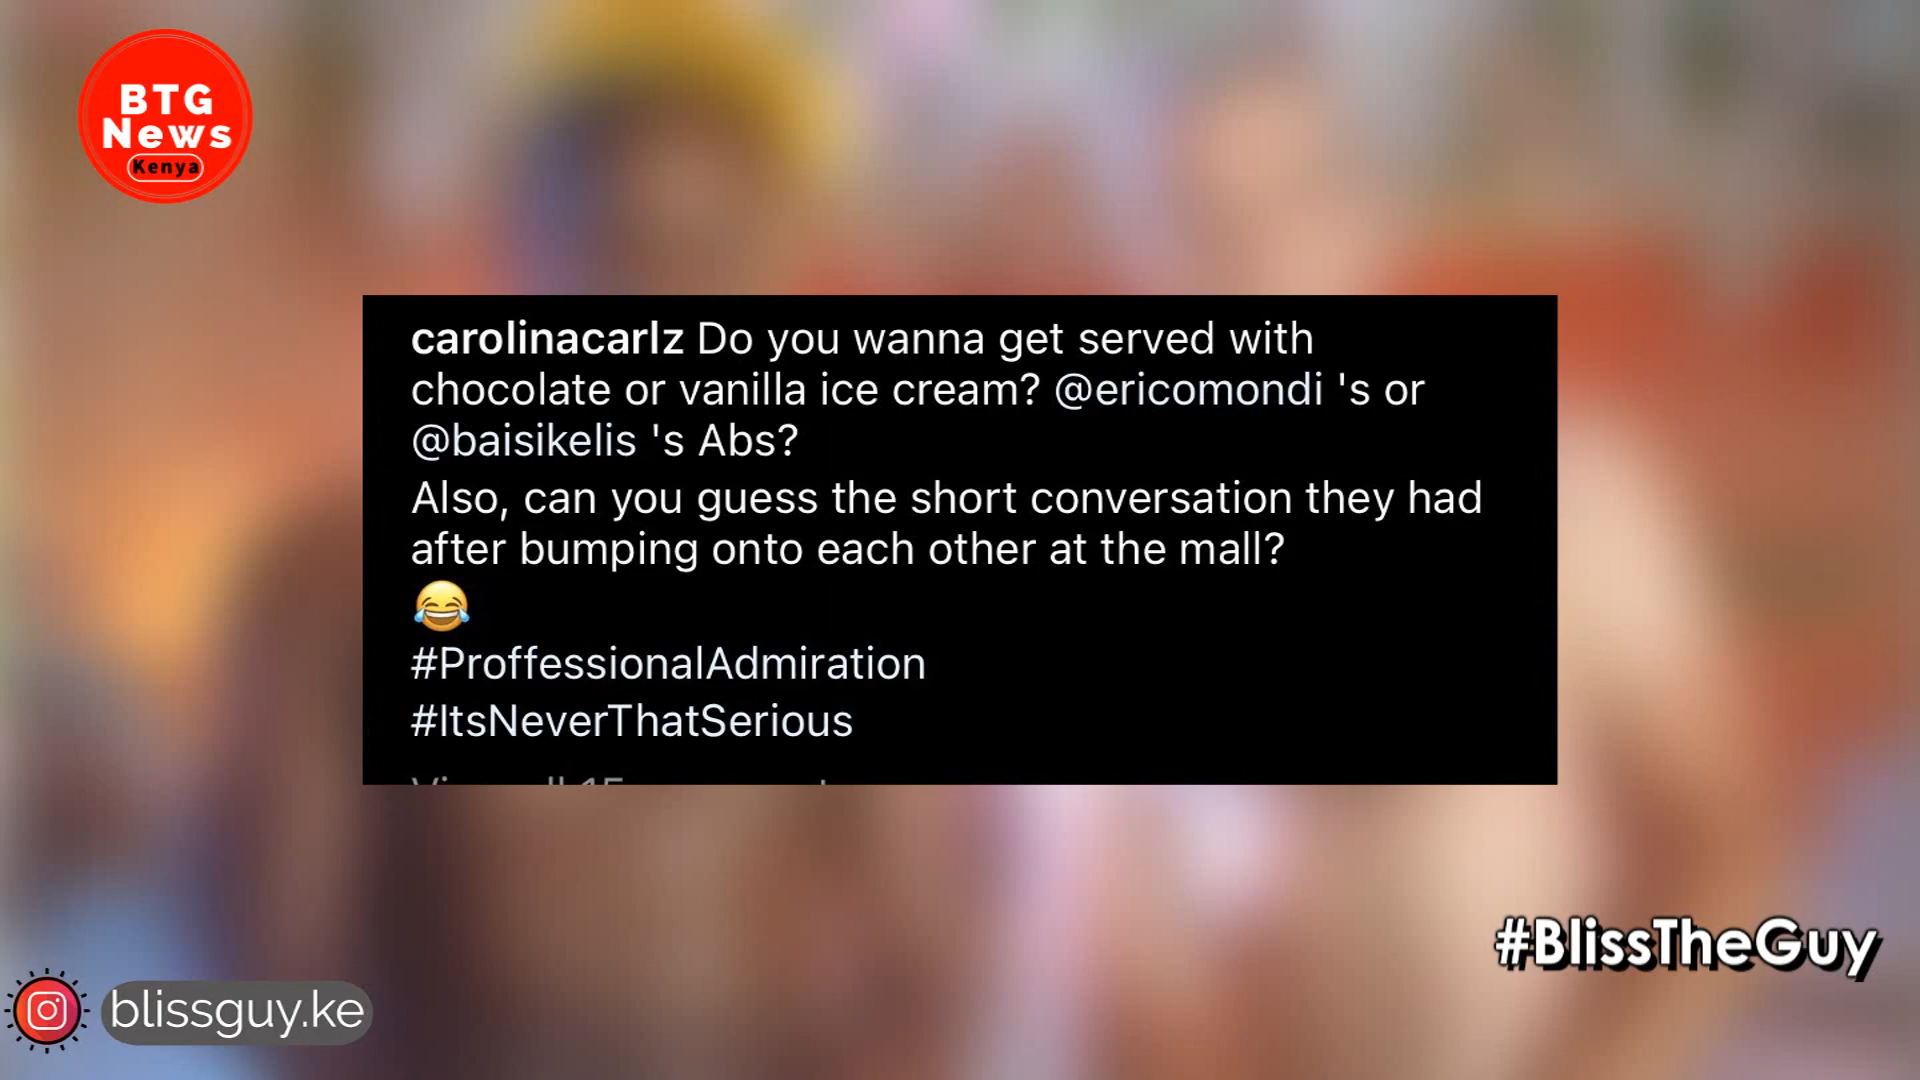 BTG
News
Kenya
carolinacarlz Do you wanna get served with
chocolate or vanilla ice cream? @ericomondi 's or
@baisikelis 's Abs?
Also, can you guess the short conversation they had
after bumping onto each other at the mall?
😂
#ProffessionalAdmiration
#ItsNeverThatSerious
#BlissTheGuy
blissguy.ke